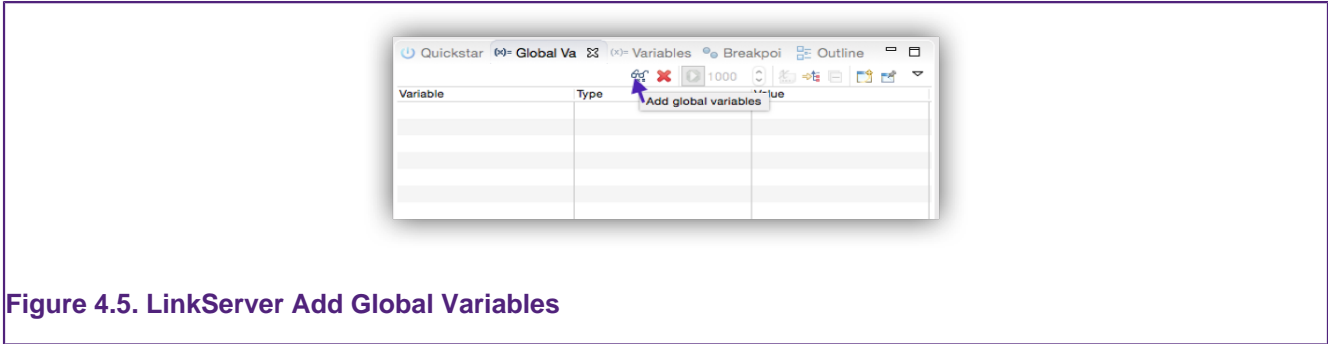 Quickstar (x)= Global Va (x)= Variables Breakpoi Outline
1000
Variable Type Value
Add global variables
Figure 4.5. LinkServer Add Global Variables